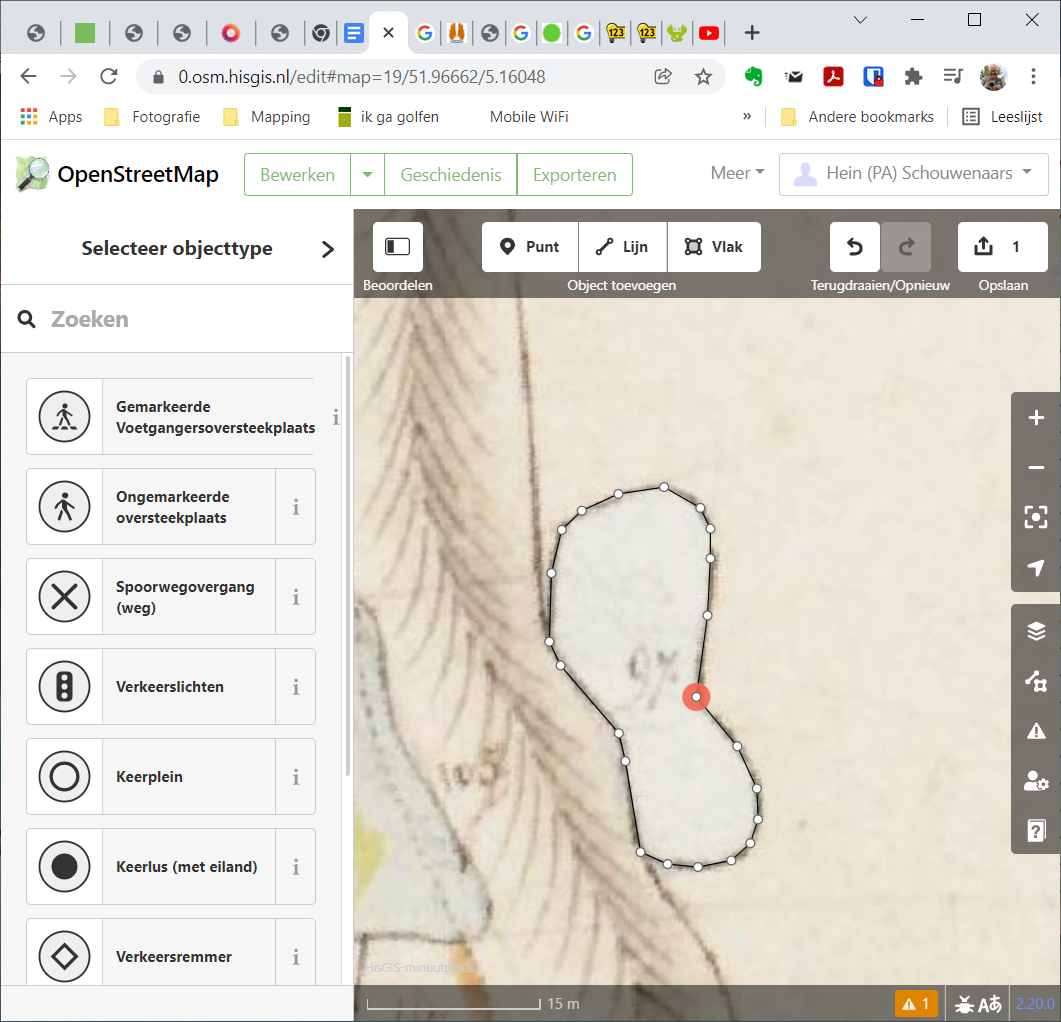 0.osm.hisgis.nl/edit#map=19/51.96662/5.16048
Apps
Fotografie
Mapping
ik ga golfen
Mobile WiFi
»
Andere bookmarks
Leeslijst
OpenStreetMap
Bewerken
Geschiedenis
Exporteren
Meer
Hein (PA) Schouwenaars
Selecteer objecttype
Beoordelen
Punt
Lijn
Vlak
Object toevoegen
Terugdraaien/Opnieuw
1
Opslaan
Zoeken
Gemarkeerde
Voetgangersoversteekplaats
Ongemarkeerde
oversteekplaats
Spoorwegovergang
(weg)
Verkeerslichten
Keerplein
Keerlus (met eiland)
Verkeersremmer
HisGIS-minuutplans
15 m
1
2.20.0